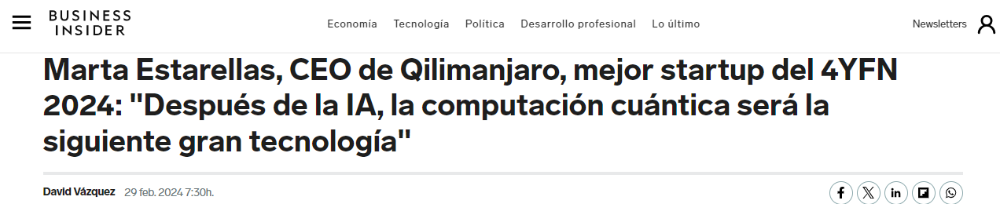 BUSINESS
INSIDER
Economía Tecnología Política Desarrollo profesional Lo último
Newsletters
Marta Estarellas, CEO de Qilimanjaro, mejor startup del 4YFN
2024: "Después de la IA, la computación cuántica será la
siguiente gran tecnología"
David Vázquez 29 feb. 2024 7:30h.